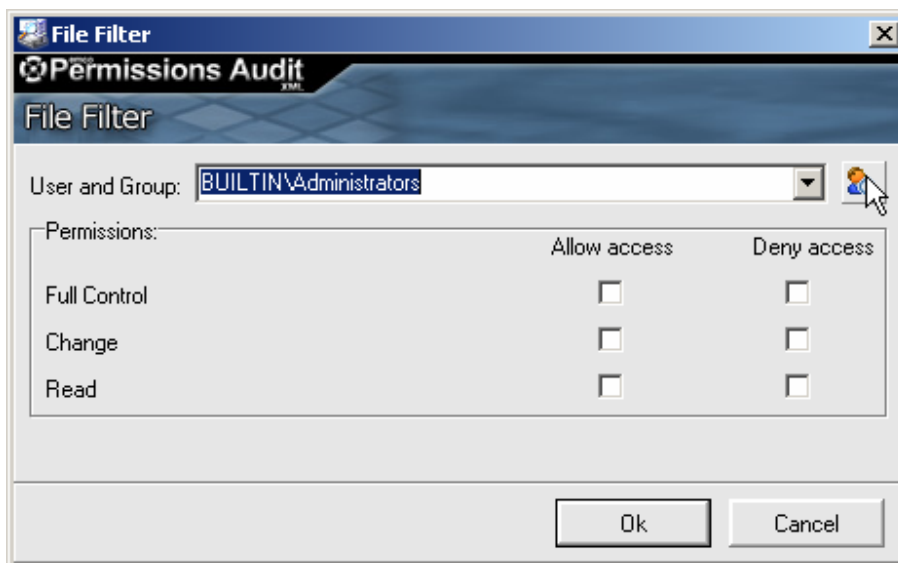 File Filter
emco
Permissions Audit
XML
File Filter
User and Group: BUILTIN\Administrators
Permissions:
Allow access Deny access
Full Control
Change
Read
Ok Cancel